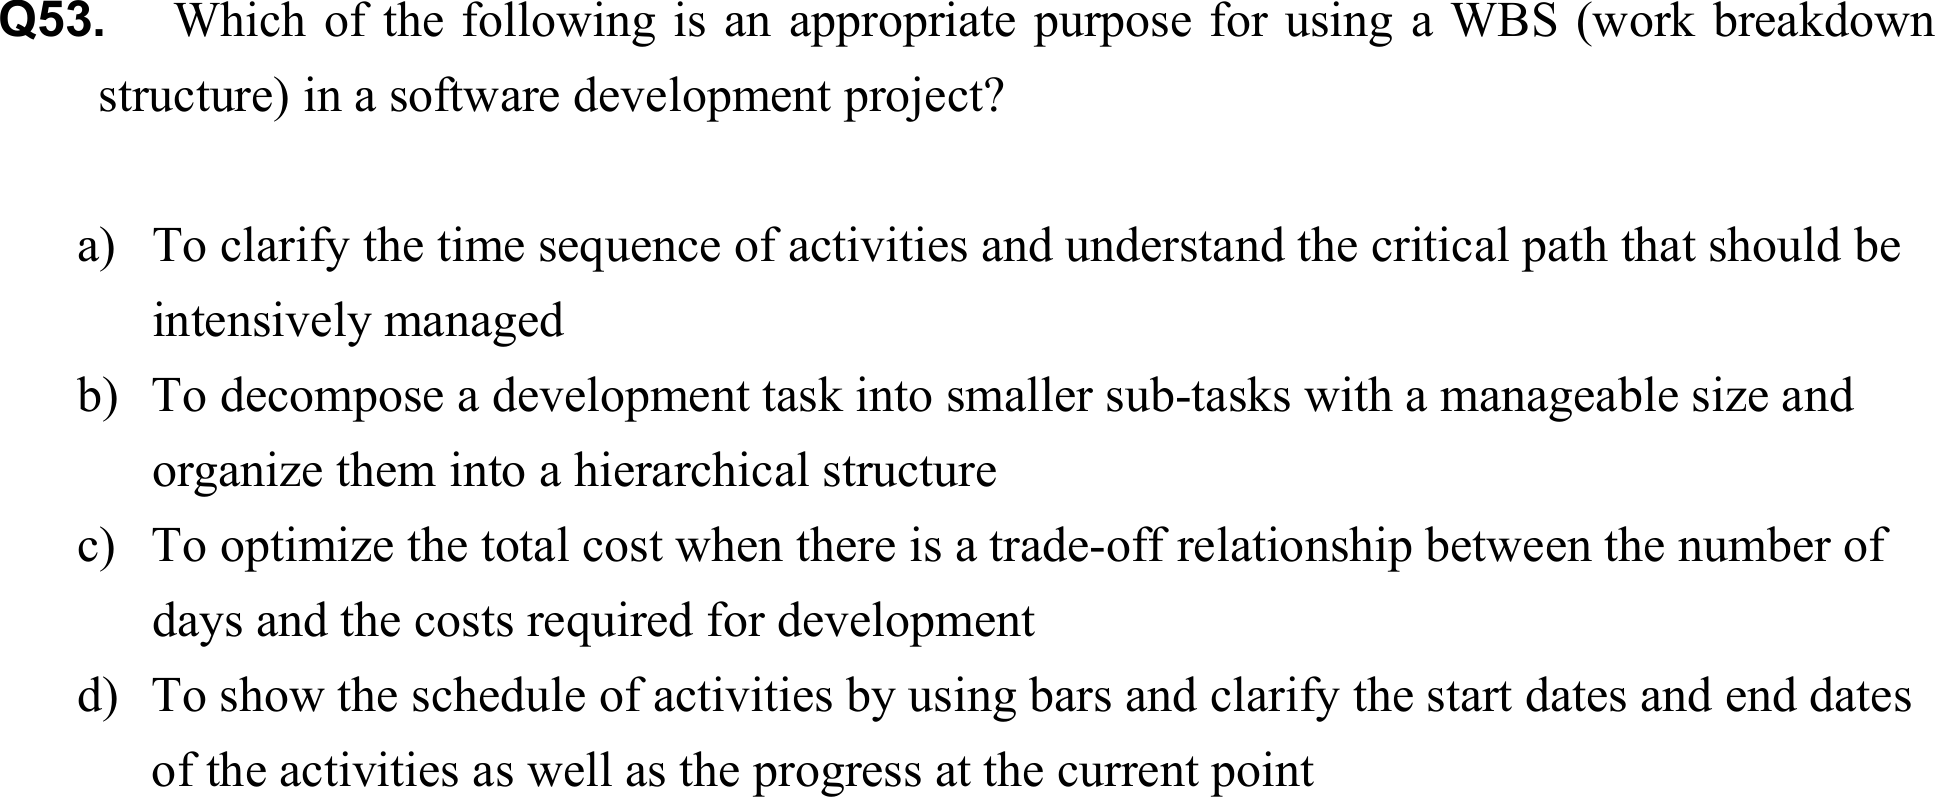 Q53. Which of the following is an appropriate purpose for using a WBS (work breakdown
structure) in a software development project?
a) To clarify the time sequence of activities and understand the critical path that should be
intensively managed
b) To decompose a development task into smaller sub-tasks with a manageable size and
organize them into a hierarchical structure
c) To optimize the total cost when there is a trade-off relationship between the number of
days and the costs required for development
d) To show the schedule of activities by using bars and clarify the start dates and end dates
of the activities as well as the progress at the current point